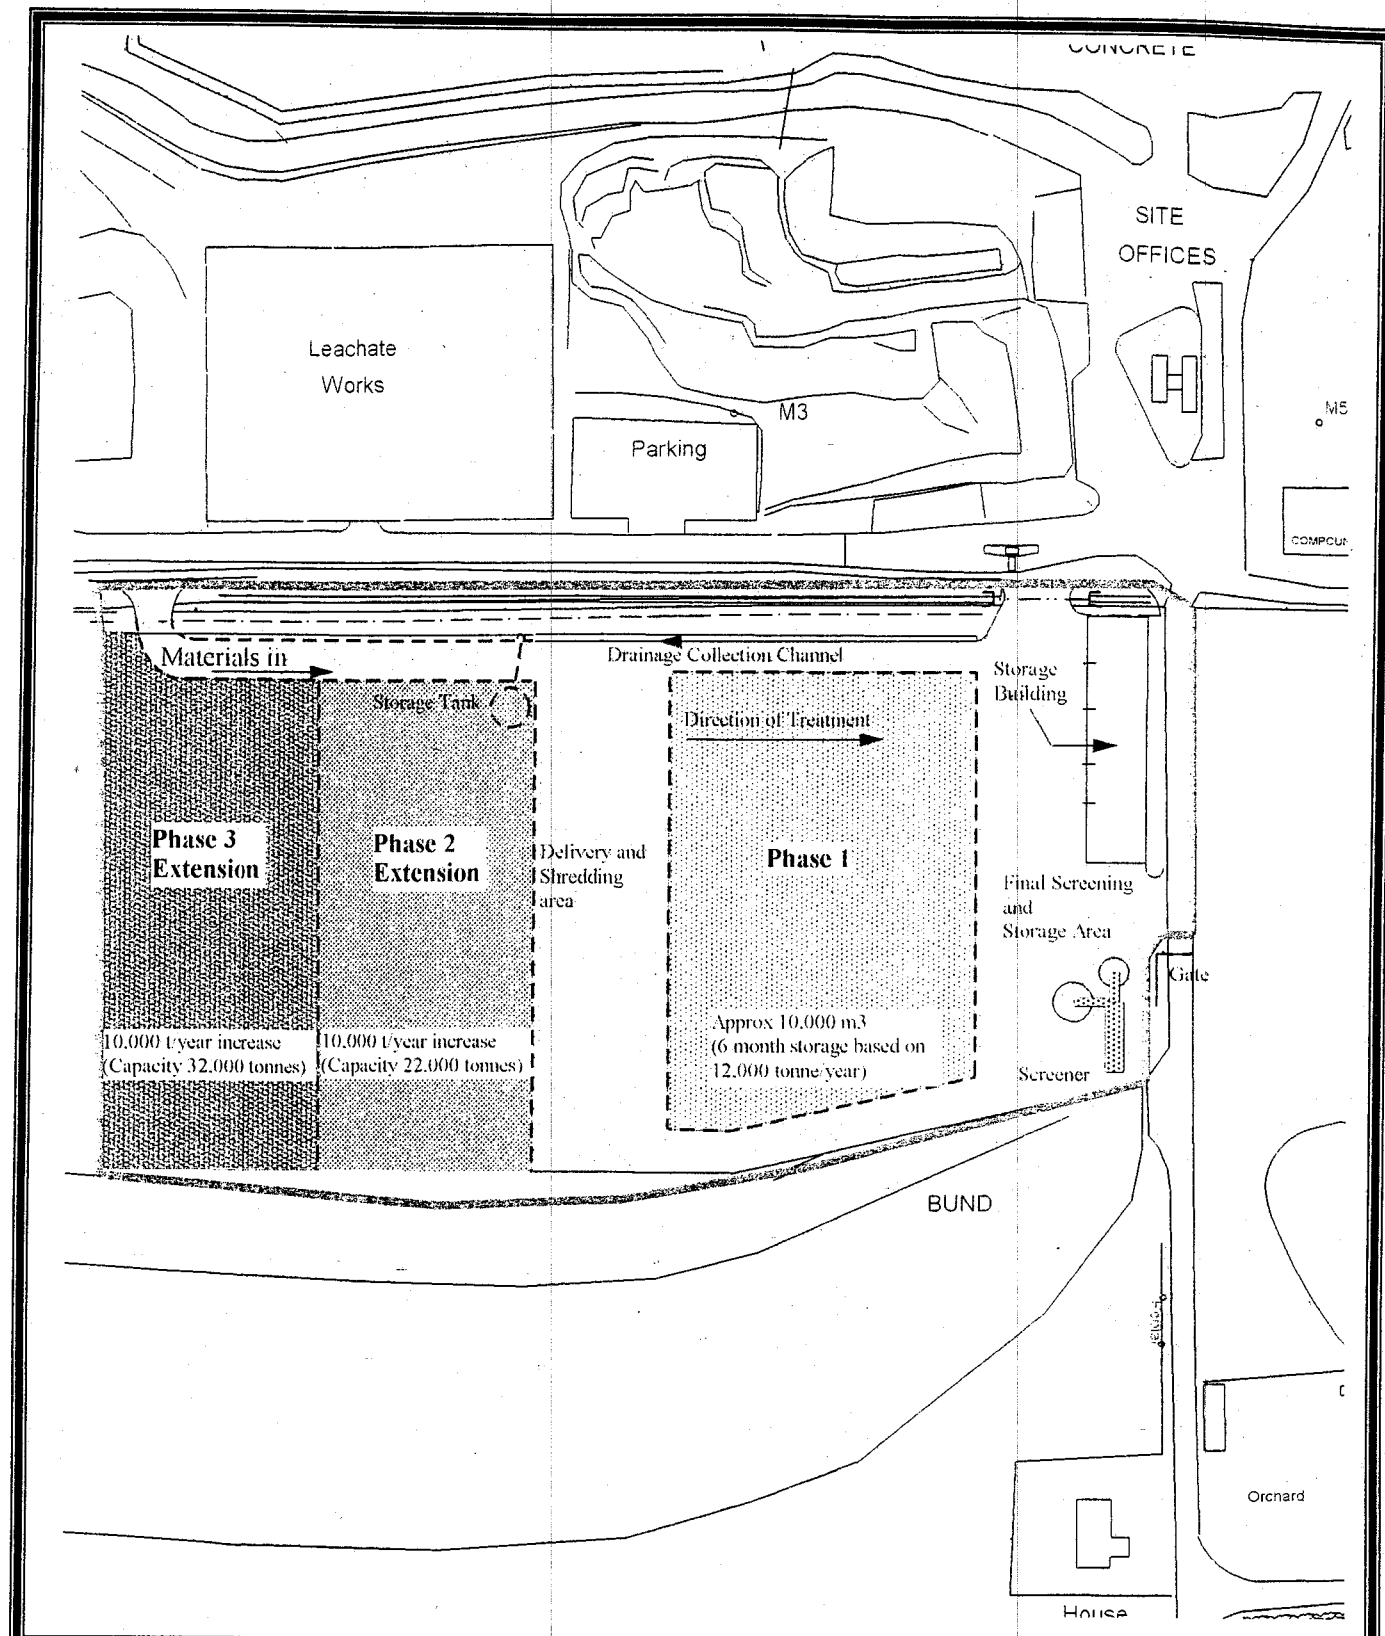 CONCRETE
SITE
OFFICES
Leachate
Works
M3
M5
Parking
Materials in
Drainage Collection Channel
Storage
Building
Storage Tank
Direction of Treatment
Phase 3
Extension
Phase 2
Extension
Delivery and
Shredding
area
Phase 1
Final Screening
and
Storage Area
Gate
10.000 t/year increase
(Capacity 32.000 tonnes)
10.000 t/year increase
(Capacity 22.000 tonnes)
Approx 10.000 m3
(6 month storage based on
12.000 tonne/year)
Screener
BUND
Orchard
House